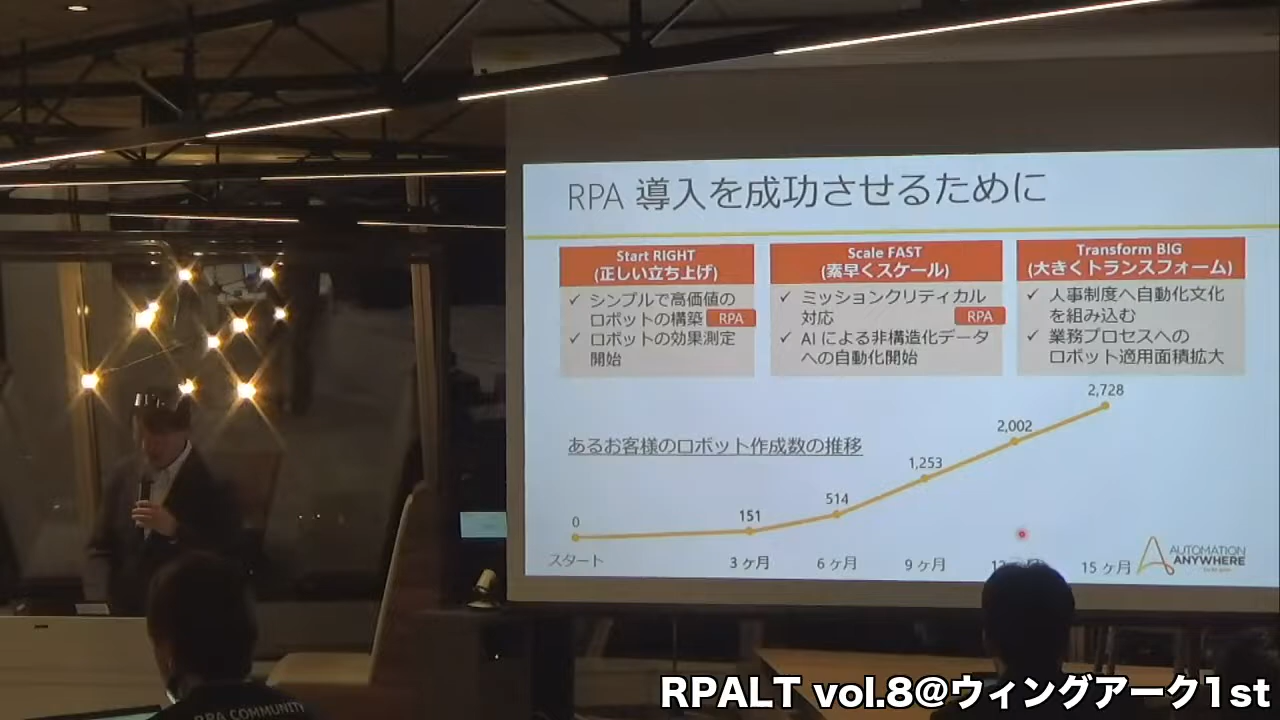 RPA 導入を成功させるために
Start RIGHT
(正しい立ち上げ)
✓ シンプルで高価値の
ロボットの構築 RPA
✓ ロボットの効果測定
開始
Scale FAST
(素早くスケール)
✓ ミッションクリティカル
対応 RPA
✓ AI による非構造化データ
への自動化開始
Transform BIG
(大きくトランスフォーム)
✓ 人事制度へ自動化文化
を組み込む
✓ 業務プロセスへの
ロボット適用面積拡大
あるお客様のロボット作成数の推移
0
151
514
1,253
2,002
2,728
スタート
3 ヶ月
6 ヶ月
9 ヶ月
15 ヶ月
AUTOMATION
ANYWHERE
RPA COMMUNITY
RPALT vol.8@ウィングアーク1st